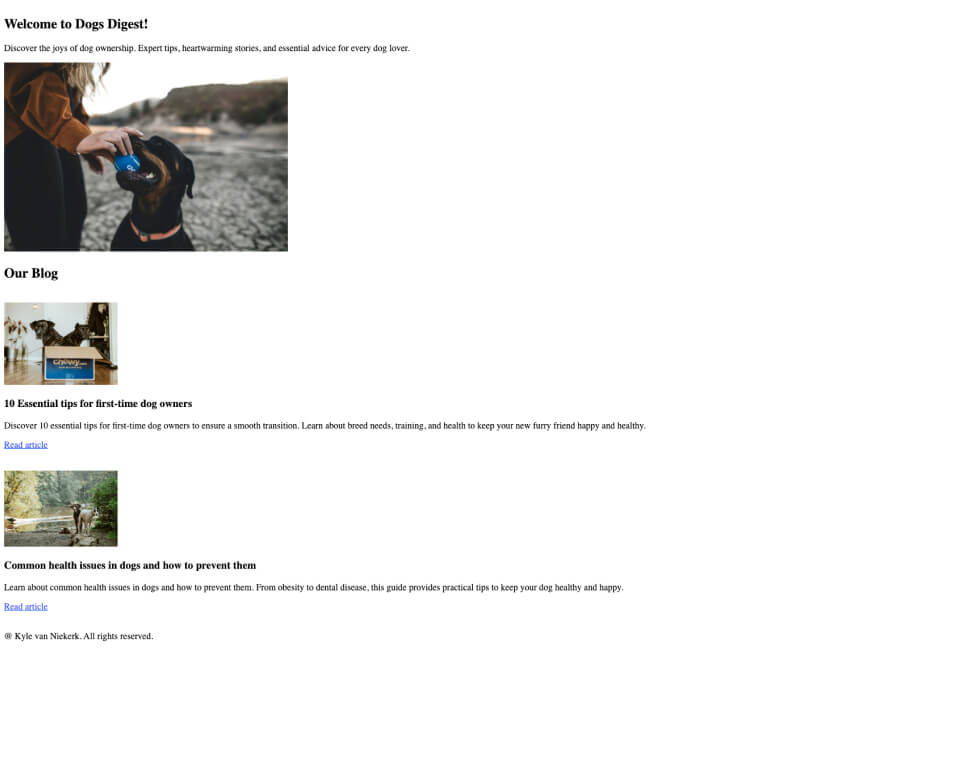 Welcome to Dogs Digest!
Discover the joys of dog ownership. Expert tips, heartwarming stories, and essential advice for every dog lover.
Our Blog
chewy
10 Essential tips for first-time dog owners
Discover 10 essential tips for first-time dog owners to ensure a smooth transition. Learn about breed needs, training, and health to keep your new furry friend happy and healthy.
Read article
Common health issues in dogs and how to prevent them
Learn about common health issues in dogs and how to prevent them. From obesity to dental disease, this guide provides practical tips to keep your dog healthy and happy.
Read article
@ Kyle van Niekerk. All rights reserved.